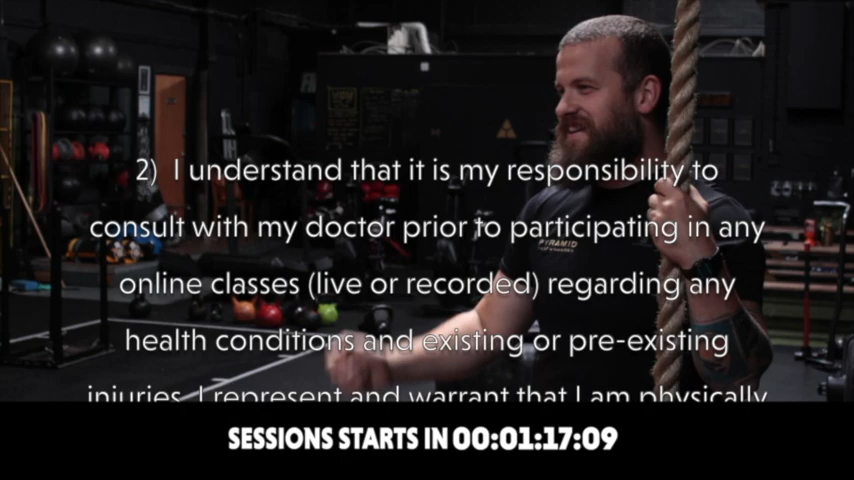 2) I understand that it is my responsibility to
consult with my doctor prior to participating in any
online classes (live or recorded) regarding any
health conditions and existing or pre-existing
injuries. I represent and warrant that I am physically
PYRAMID
SESSIONS STARTS IN 00:01:17:09